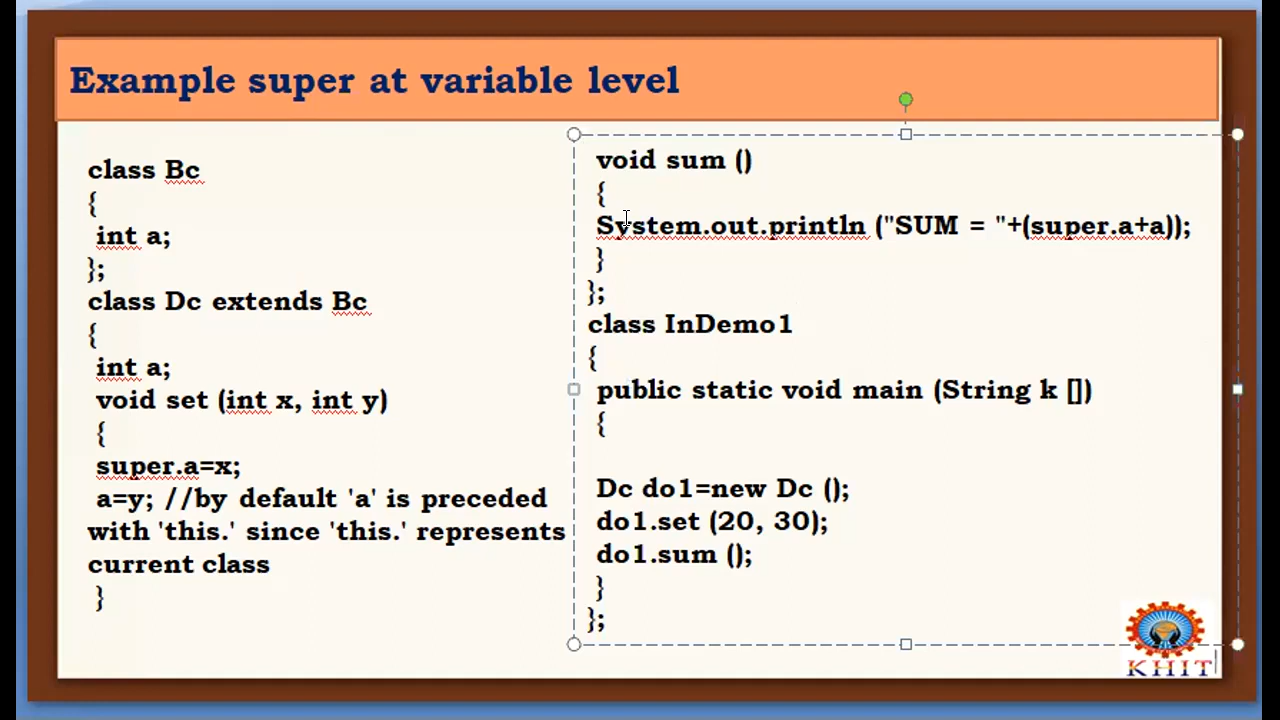 Example super at variable level
class Bc
{
int a;
};
class Dc extends Bc
{
int a;
void set (int x, int y)
{
super.a=x;
a=y; //by default 'a' is preceded
with 'this.' since 'this.' represents
current class
}
void sum ()
{
System.out.println ("SUM = "+(super.a+a));
}
};
class InDemo1
{
public static void main (String k [])
{
Dc do1=new Dc ();
do1.set (20, 30);
do1.sum ();
}
};
KHIT